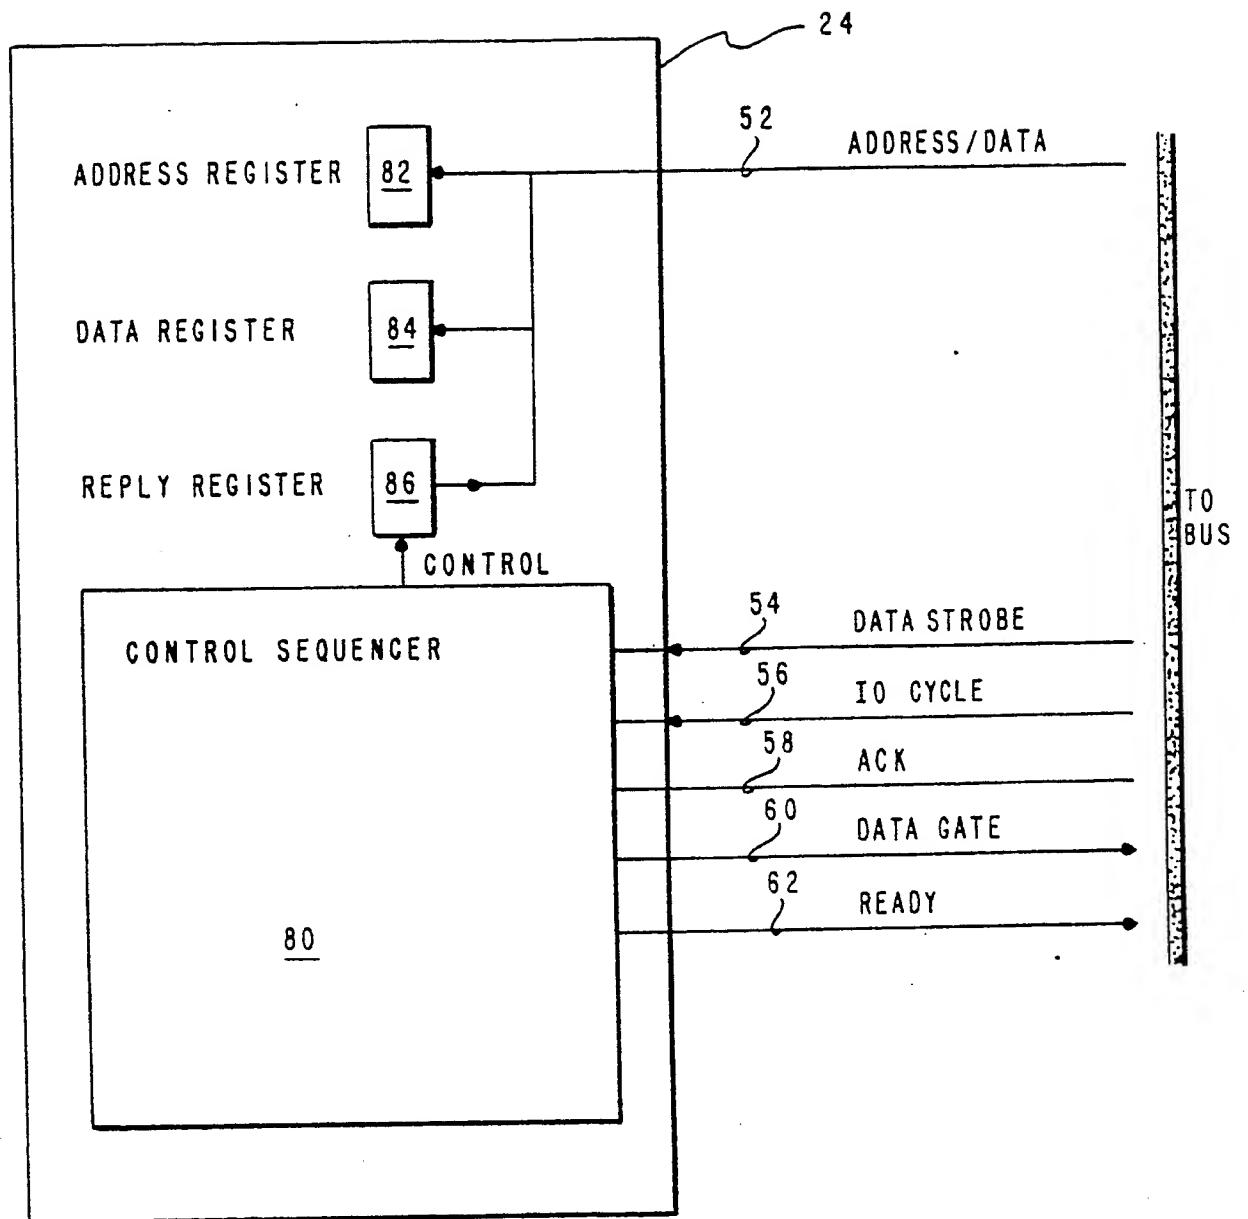 24
52
ADDRESS/DATA
ADDRESS REGISTER
82
DATA REGISTER
84
REPLY REGISTER
86
TO
BUS
CONTROL
CONTROL SEQUENCER
54
DATA STROBE
56
IO CYCLE
58
ACK
60
DATA GATE
62
READY
80